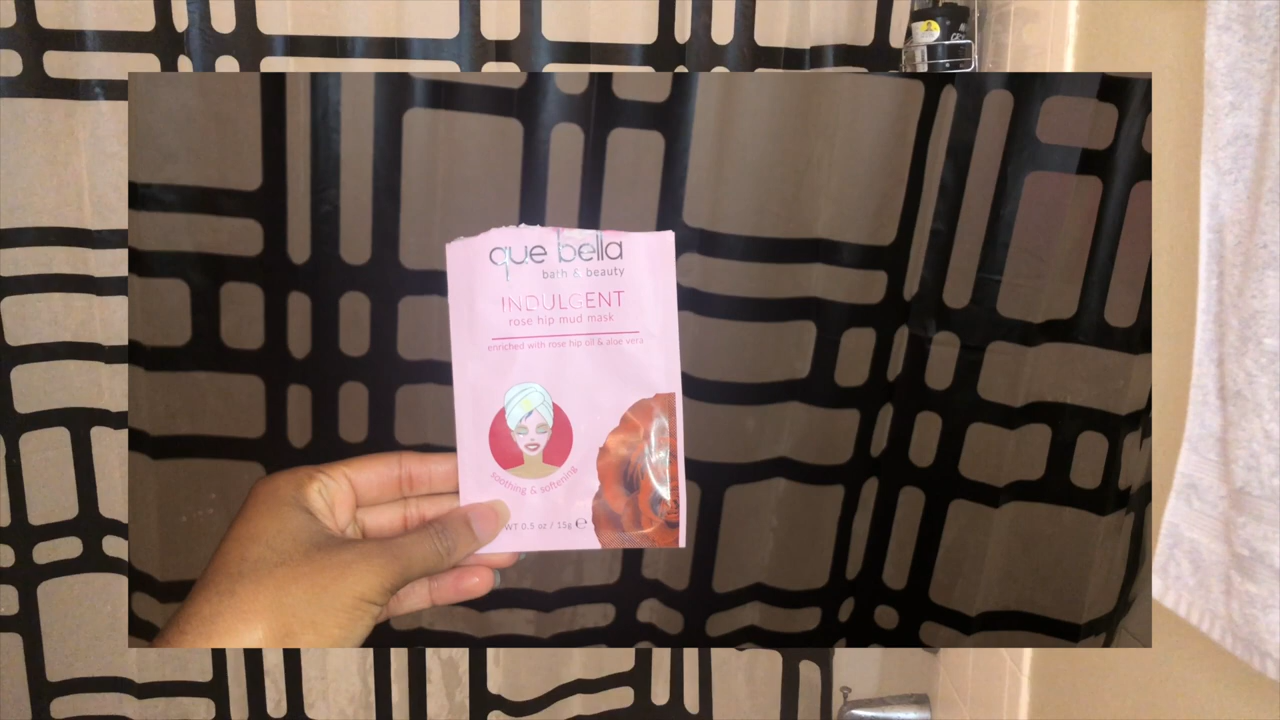 que bella
bath & beauty
INDULGENT
rose hip mud mask
enriched with rose hip oil & aloe vera
soothing & softening
WT 0.5 oz / 15g ℮